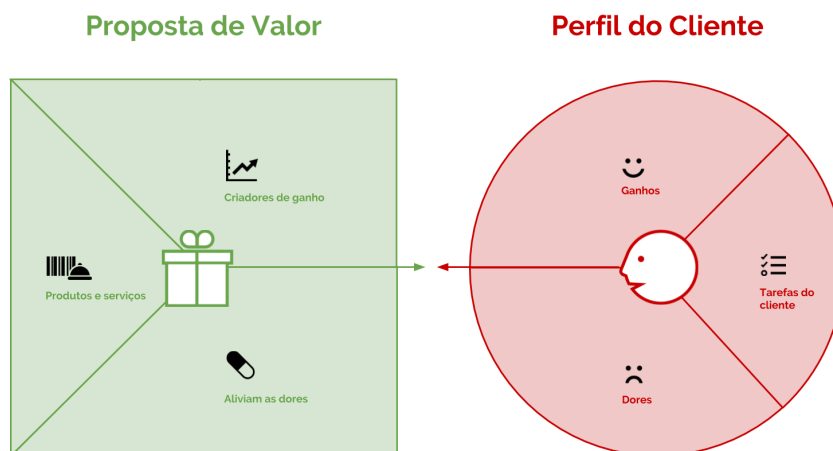 Proposta de Valor
Perfil do Cliente
Criadores de ganho
Ganhos
Produtos e serviços
Tarefas do
cliente
Aliviam as dores
Dores